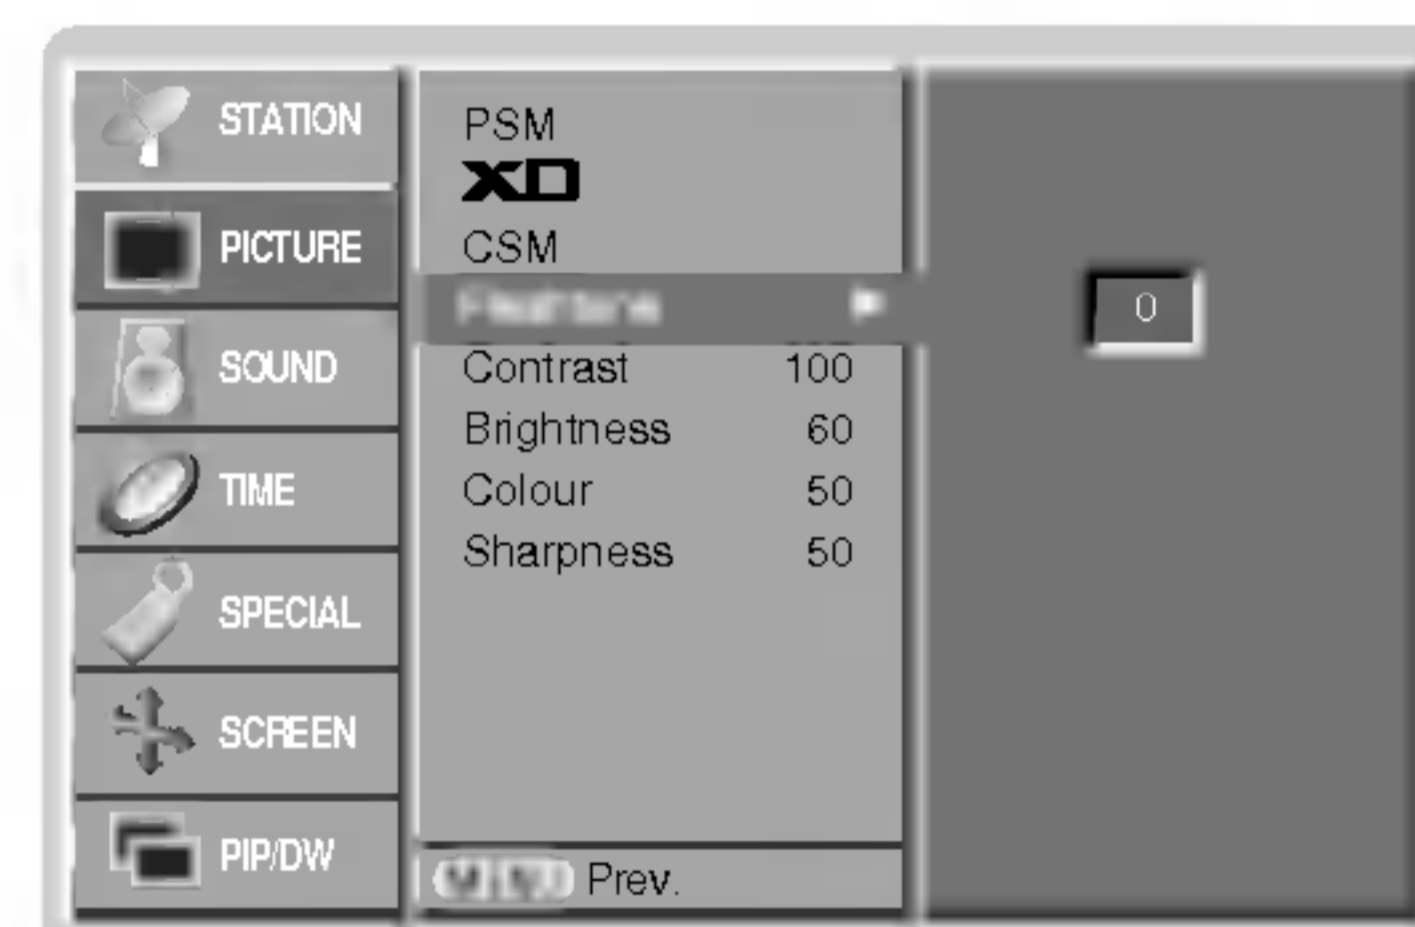 STATION
PICTURE
SOUND
TIME
SPECIAL
SCREEN
PIP/DW
PSM
XD
CSM
Contrast 100
Brightness 60
Colour 50
Sharpness 50
Prev.
0